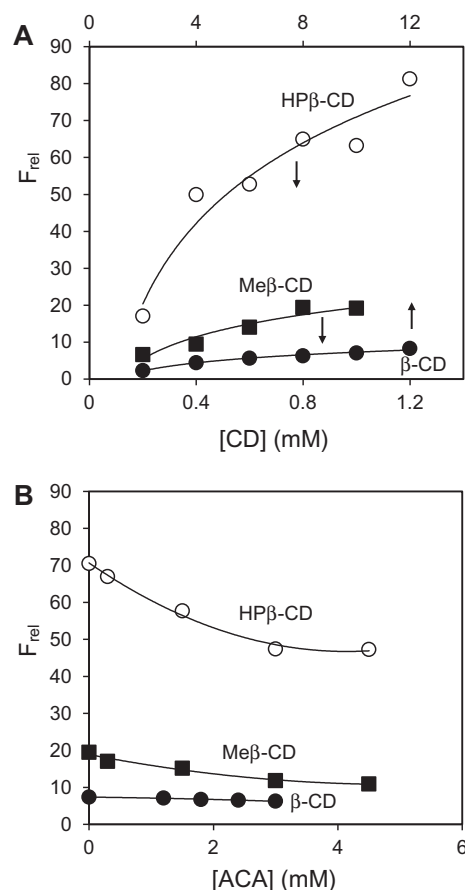 A
0 4 8 12
90
80
70
60
50
40
30
20
10
0
F_rel
HPβ-CD
Meβ-CD
β-CD
0 0.4 0.8 1.2
[CD] (mM)
B
90
80
70
60
50
40
30
20
10
0
F_rel
HPβ-CD
Meβ-CD
β-CD
0 2 4 6
[ACA] (mM)